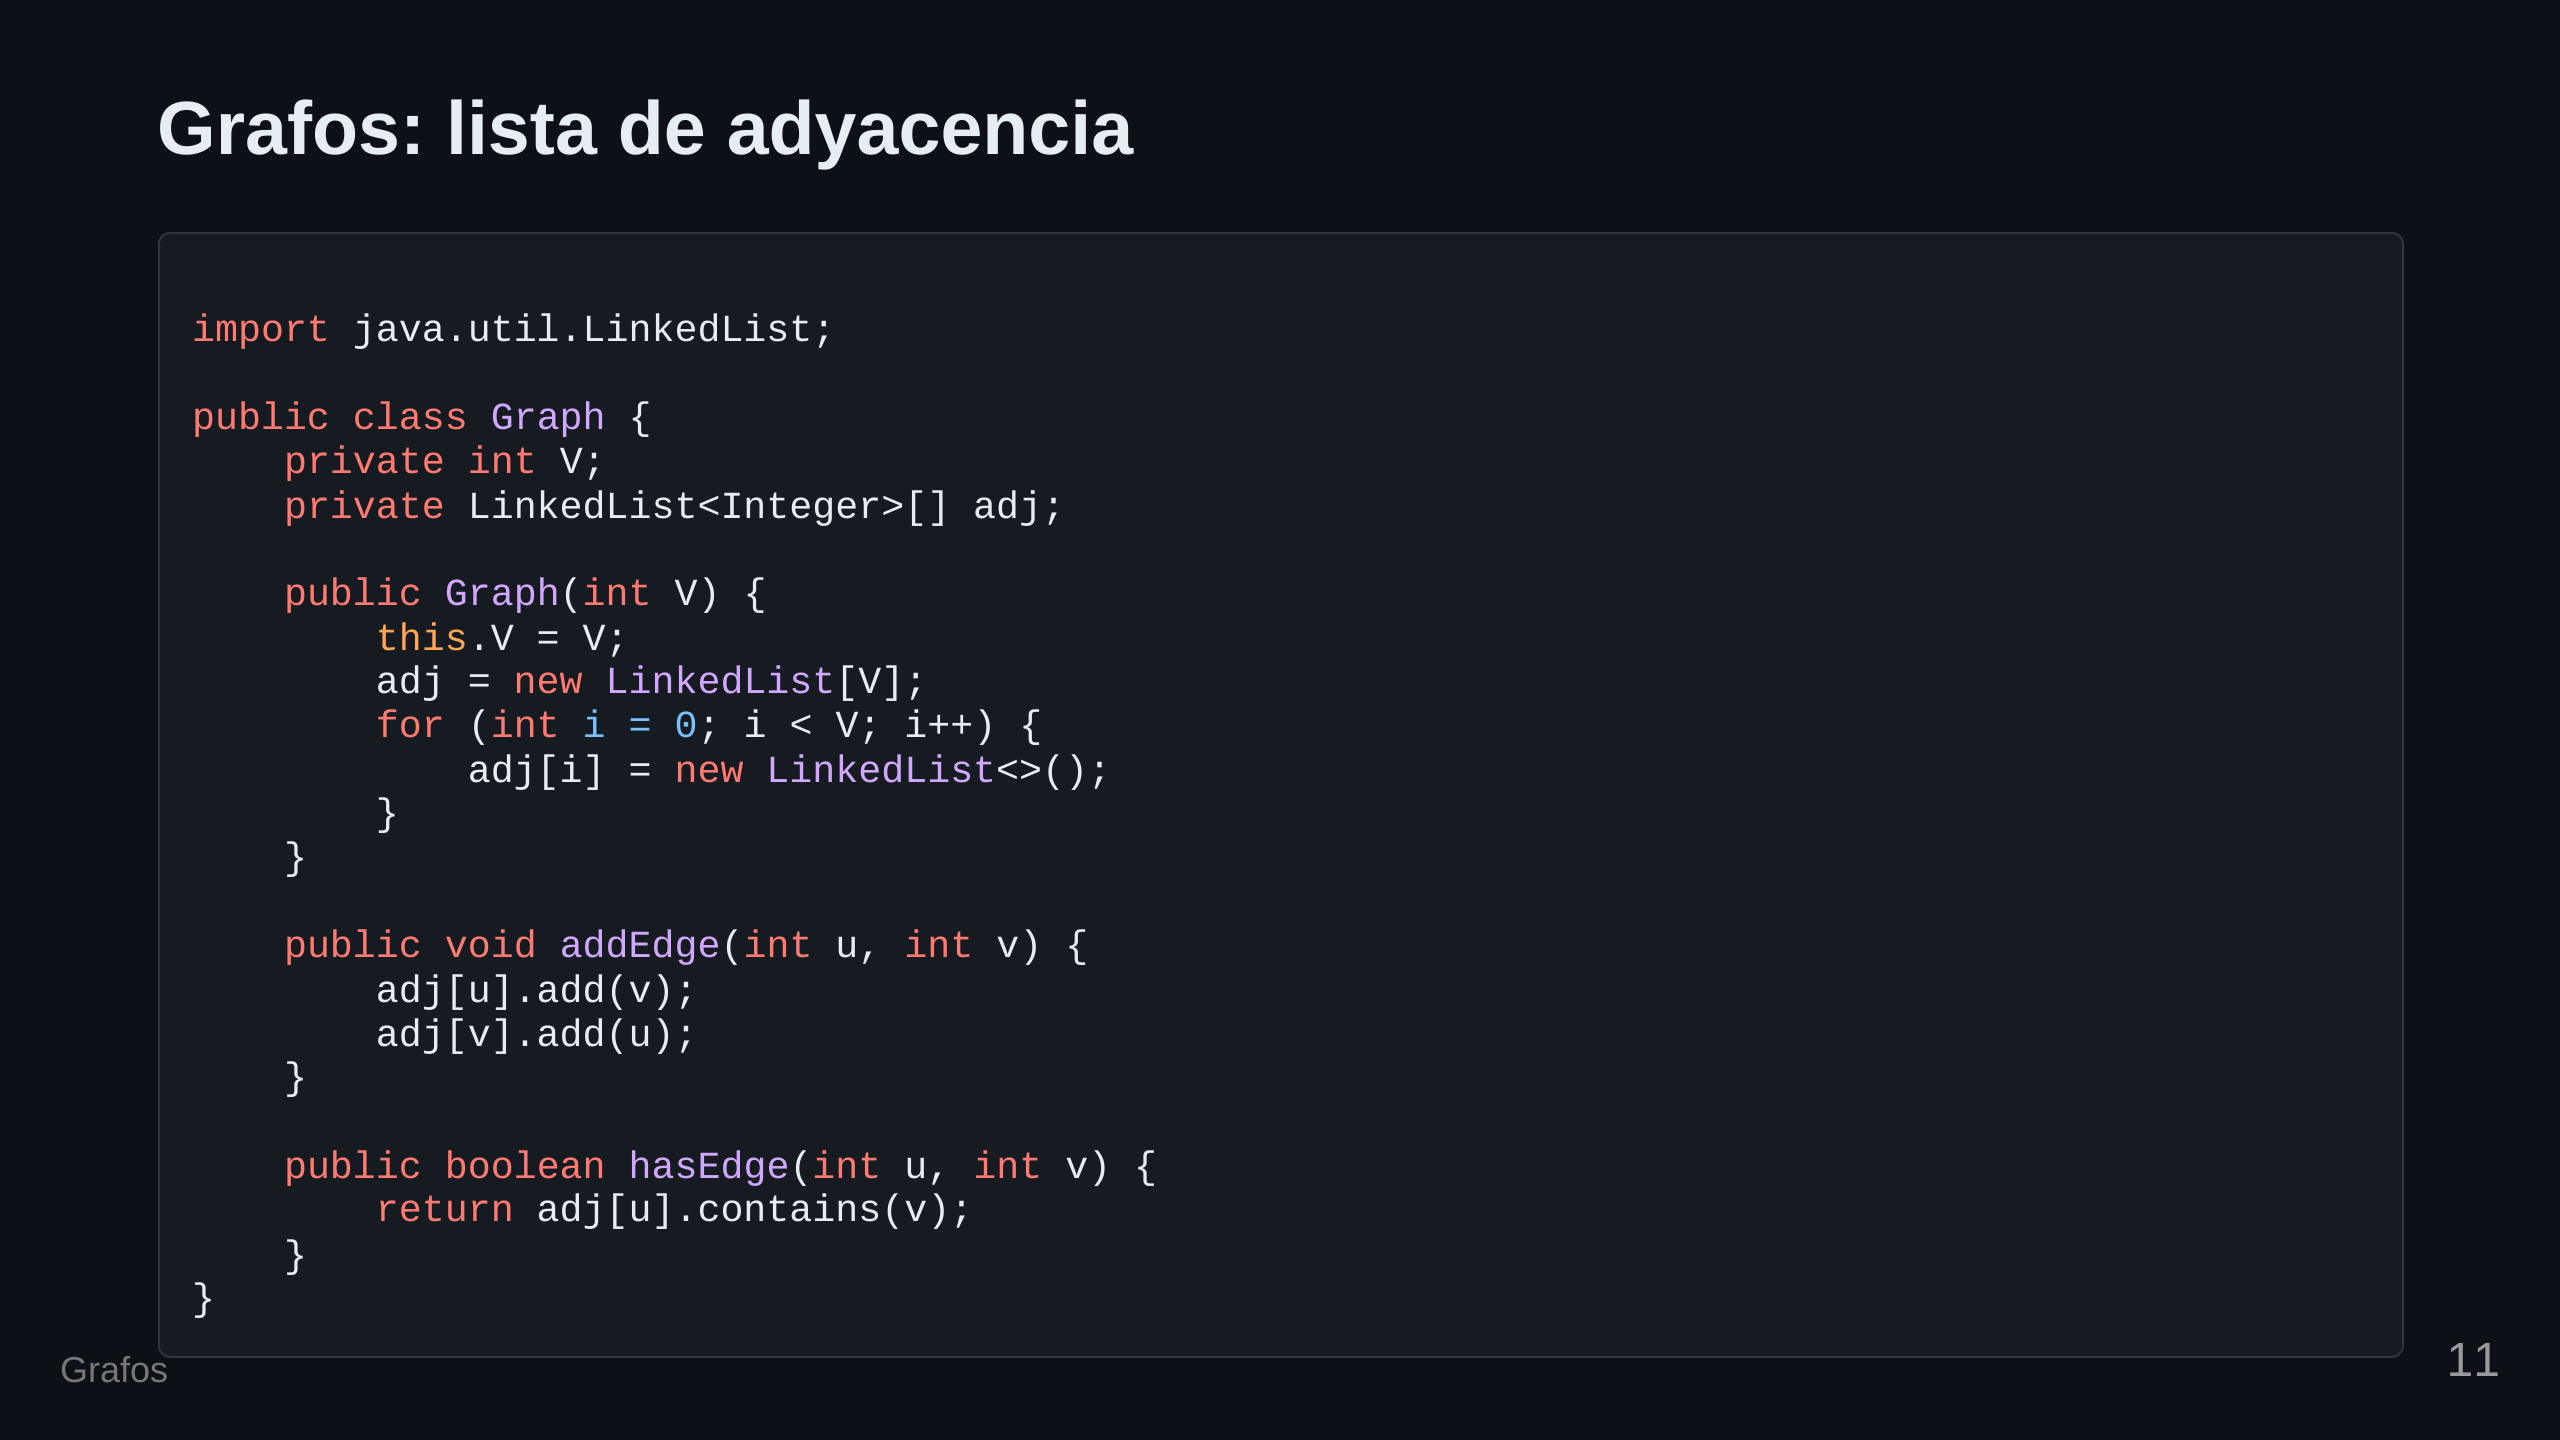 Grafos: lista de adyacencia
import java.util.LinkedList;
public class Graph {
    private int V;
    private LinkedList<Integer>[] adj;
    public Graph(int V) {
        this.V = V;
        adj = new LinkedList[V];
        for (int i = 0; i < V; i++) {
            adj[i] = new LinkedList<>();
        }
    }
    public void addEdge(int u, int v) {
        adj[u].add(v);
        adj[v].add(u);
    }
    public boolean hasEdge(int u, int v) {
        return adj[u].contains(v);
    }
}
Grafos
11